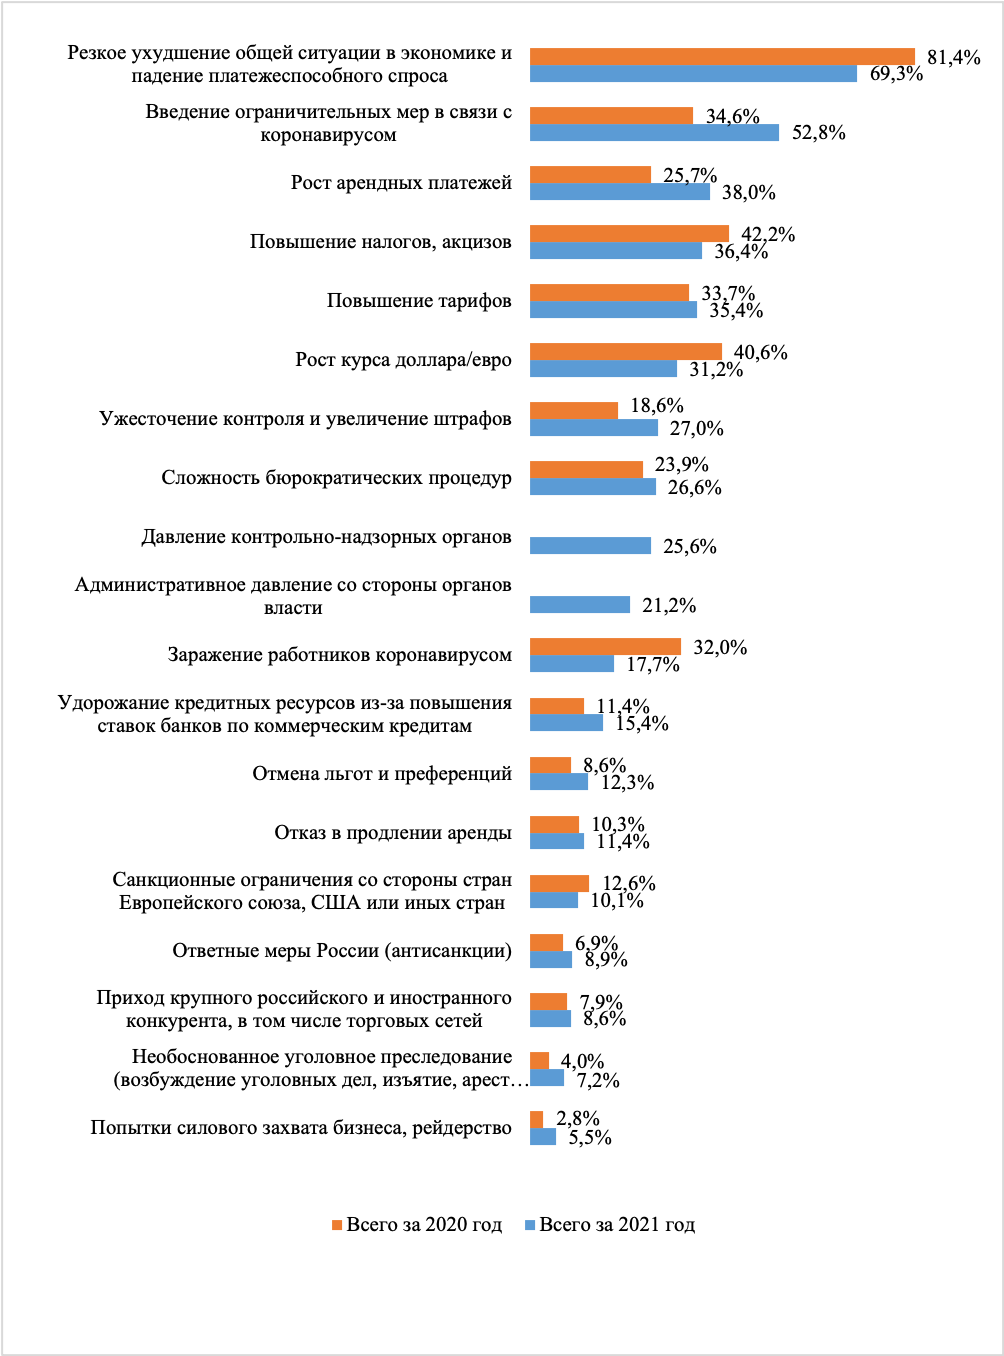 Резкое ухудшение общей ситуации в экономике и
падение платежеспособного спроса
81,4%
69,3%
Введение ограничительных мер в связи с
коронавирусом
34,6%
52,8%
Рост арендных платежей
25,7%
38,0%
Повышение налогов, акцизов
42,2%
36,4%
Повышение тарифов
33,7%
35,4%
Рост курса доллара/евро
40,6%
31,2%
Ужесточение контроля и увеличение штрафов
18,6%
27,0%
Сложность бюрократических процедур
23,9%
26,6%
Давление контрольно-надзорных органов
25,6%
Административное давление со стороны органов
власти
21,2%
Заражение работников коронавирусом
32,0%
17,7%
Удорожание кредитных ресурсов из-за повышения
ставок банков по коммерческим кредитам
11,4%
15,4%
Отмена льгот и преференций
8,6%
12,3%
Отказ в продлении аренды
10,3%
11,4%
Санкционные ограничения со стороны стран
Европейского союза, США или иных стран
12,6%
10,1%
Ответные меры России (антисанкции)
6,9%
8,9%
Приход крупного российского и иностранного
конкурента, в том числе торговых сетей
7,9%
8,6%
Необоснованное уголовное преследование
(возбуждение уголовных дел, изъятие, арест…
4,0%
7,2%
Попытки силового захвата бизнеса, рейдерство
2,8%
5,5%
Всего за 2020 год
Всего за 2021 год